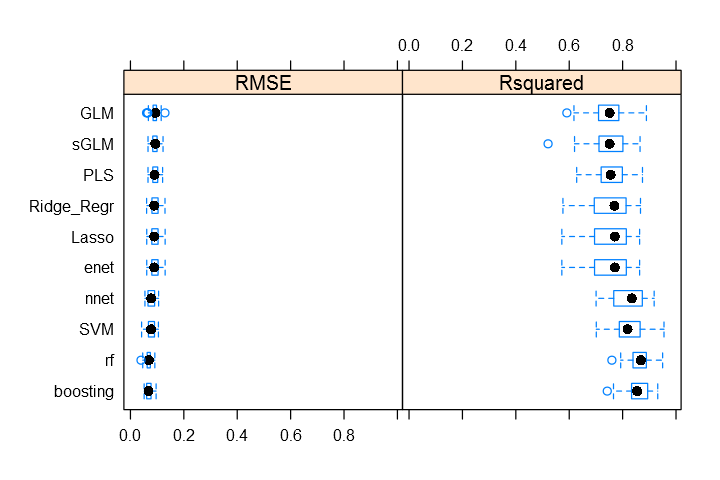 0.0 0.2 0.4 0.6 0.8
RMSE Rsquared
GLM
sGLM
PLS
Ridge_Regr
Lasso
enet
nnet
SVM
rf
boosting
0.0 0.2 0.4 0.6 0.8